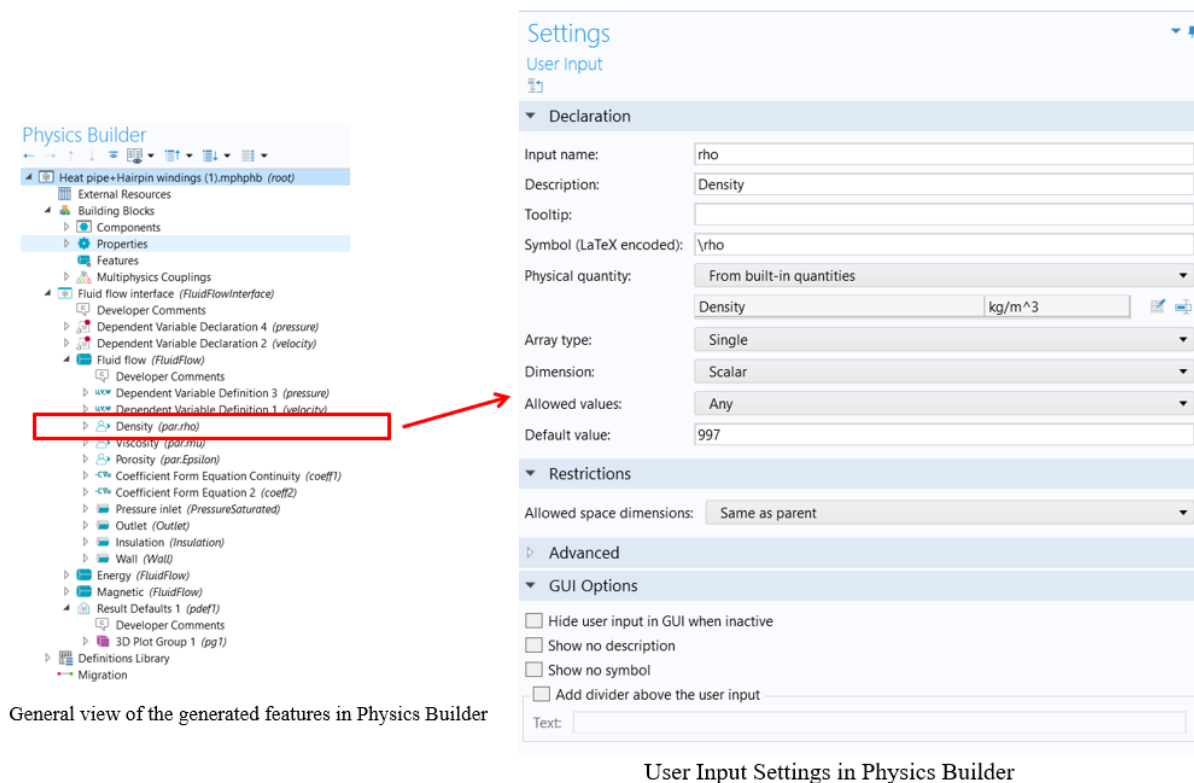 Physics Builder
Heat pipe+Hairpin windings (1).mphphb (root)
External Resources
Building Blocks
Components
Properties
Features
Multiphysics Couplings
Fluid flow interface (FluidFlowInterface)
Developer Comments
Dependent Variable Declaration 4 (pressure)
Dependent Variable Declaration 2 (velocity)
Fluid flow (FluidFlow)
Developer Comments
Dependent Variable Definition 3 (pressure)
Dependent Variable Definition 1 (velocity)
Density (par.rho)
Viscosity (par.mu)
Porosity (par.Epsilon)
Coefficient Form Equation Continuity (coeff1)
Coefficient Form Equation 2 (coeff2)
Pressure inlet (PressureSaturated)
Outlet (Outlet)
Insulation (Insulation)
Wall (Wall)
Energy (FluidFlow)
Magnetic (FluidFlow)
Result Defaults 1 (pdef1)
Developer Comments
3D Plot Group 1 (pg1)
Definitions Library
Migration
General view of the generated features in Physics Builder
Settings
User Input
Declaration
Input name: rho
Description: Density
Tooltip:
Symbol (LaTeX encoded): \rho
Physical quantity: From built-in quantities
Density kg/m^3
Array type: Single
Dimension: Scalar
Allowed values: Any
Default value: 997
Restrictions
Allowed space dimensions: Same as parent
Advanced
GUI Options
Hide user input in GUI when inactive
Show no description
Show no symbol
Add divider above the user input
Text:
User Input Settings in Physics Builder